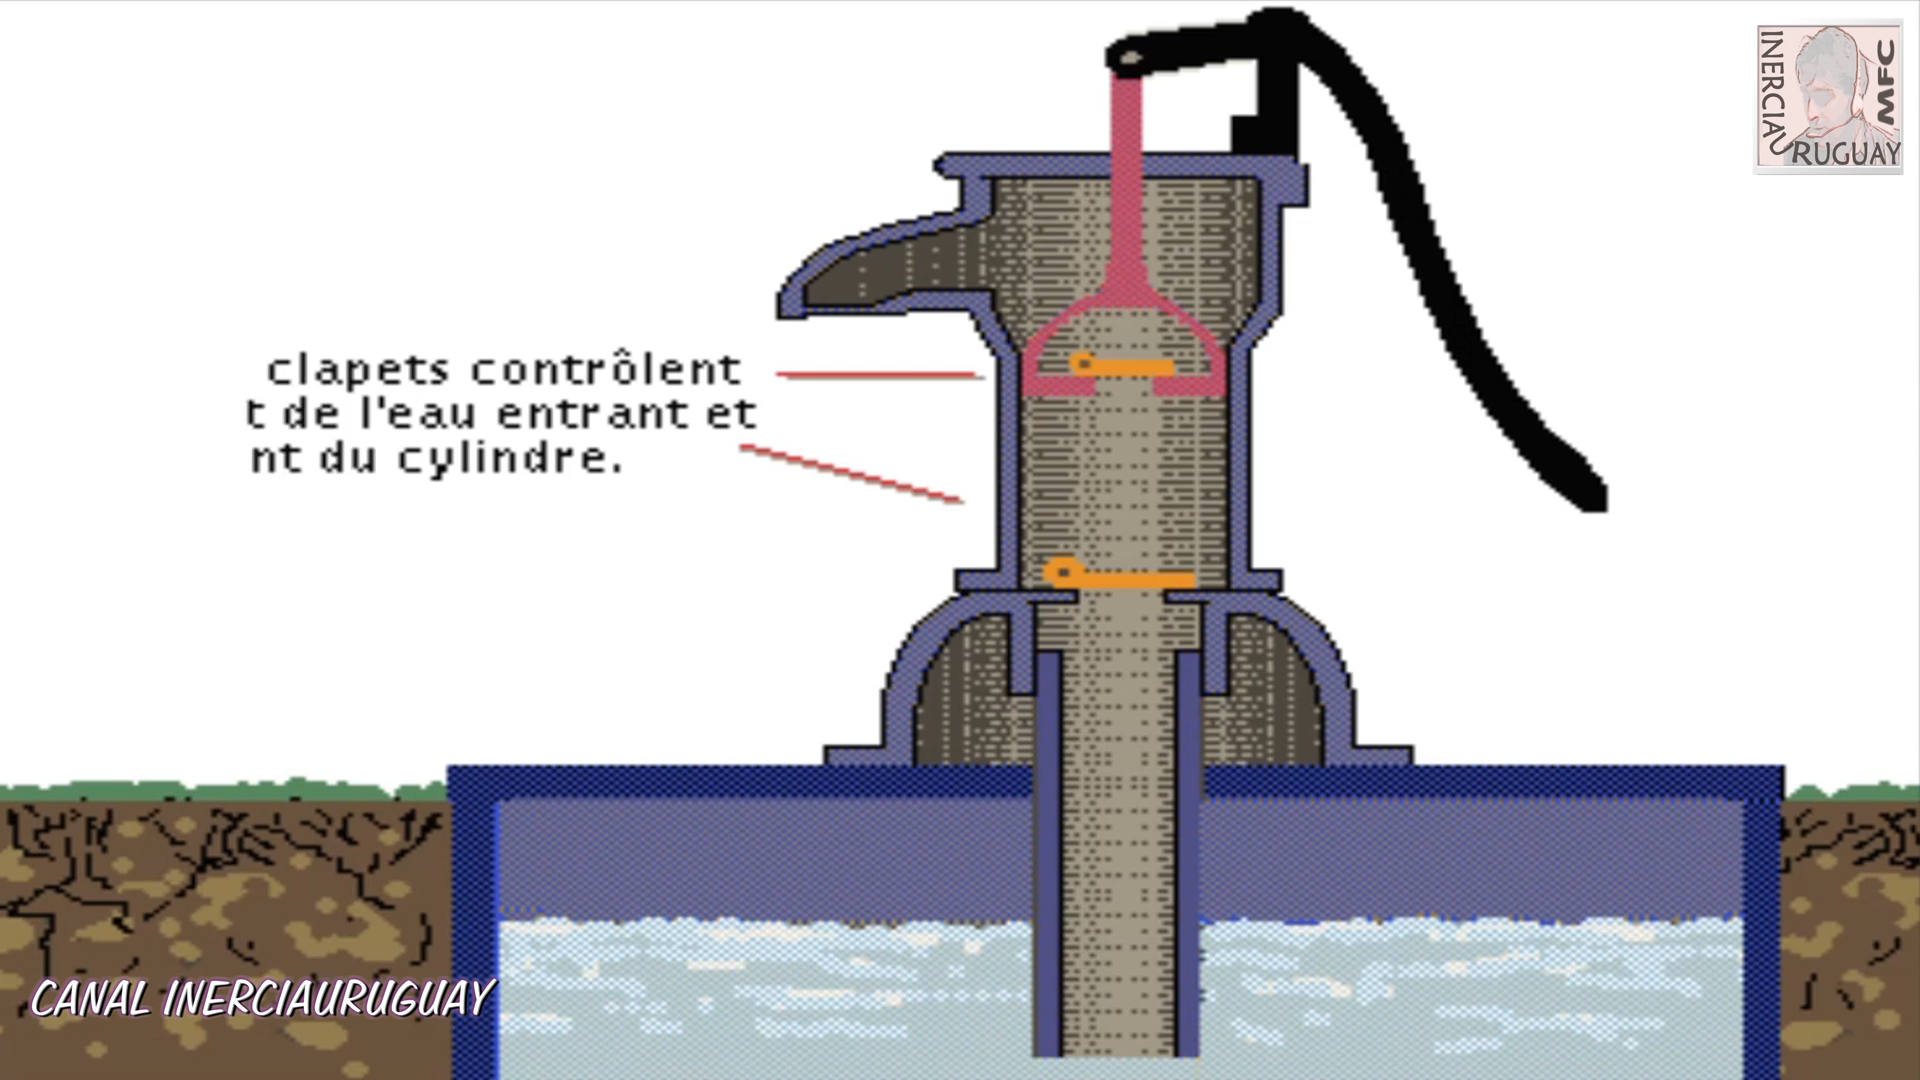 clapets contrôlent
t de l'eau entrant et
nt du cylindre.
INERCIAURUGUAY
MFC
CANAL INERCIAURUGUAY